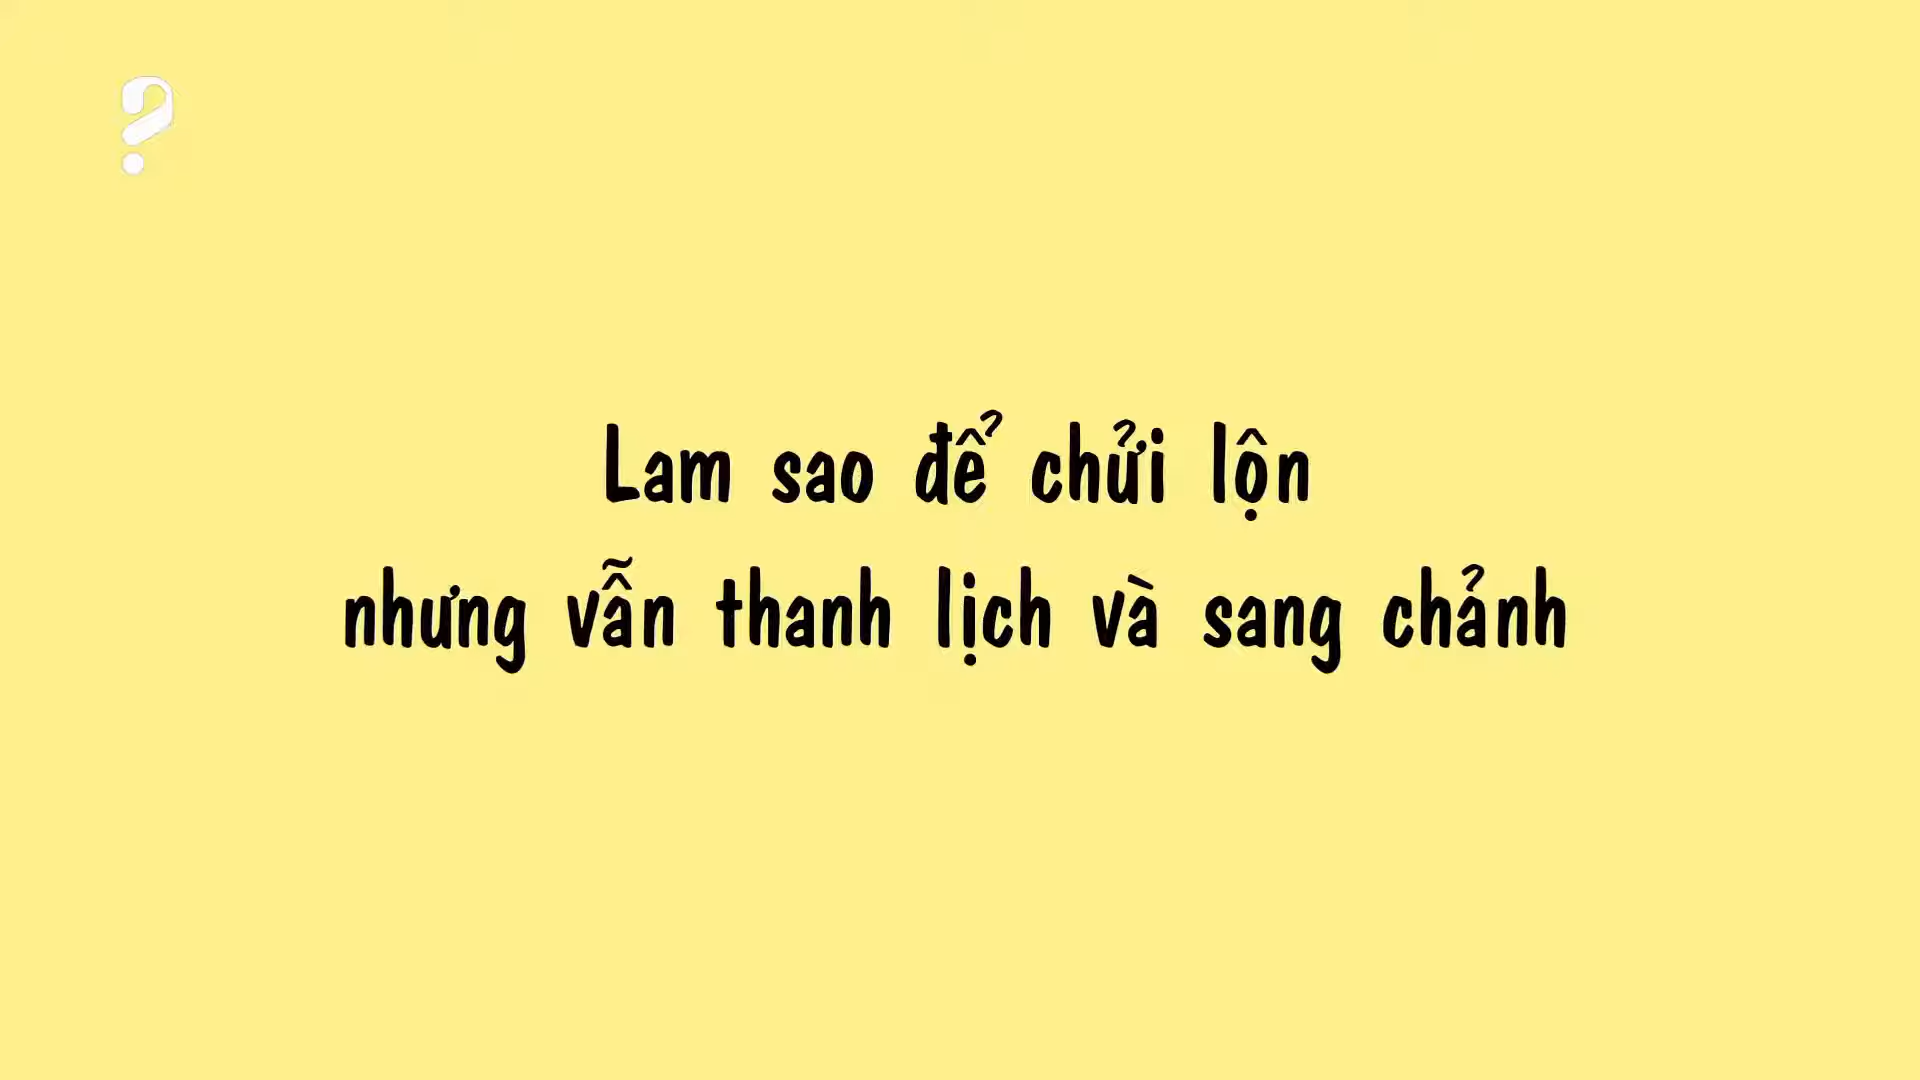 Lam sao để chửi lộn
nhưng vẫn thanh lịch và sang chảnh